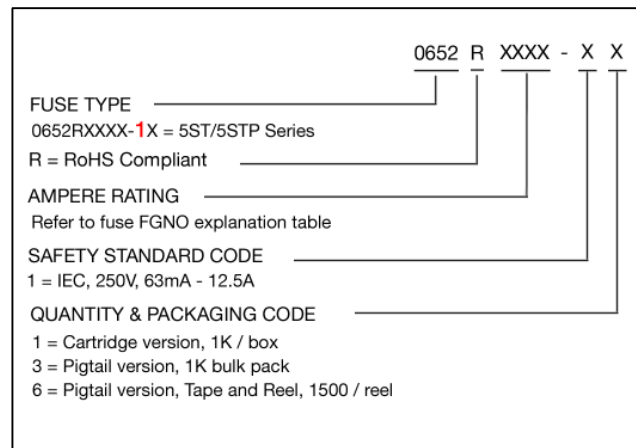 0652 R XXXX - X X
FUSE TYPE
0652RXXXX-1X = 5ST/5STP Series
R = RoHS Compliant
AMPERE RATING
Refer to fuse FGNO explanation table
SAFETY STANDARD CODE
1 = IEC, 250V, 63mA - 12.5A
QUANTITY & PACKAGING CODE
1 = Cartridge version, 1K / box
3 = Pigtail version, 1K bulk pack
6 = Pigtail version, Tape and Reel, 1500 / reel